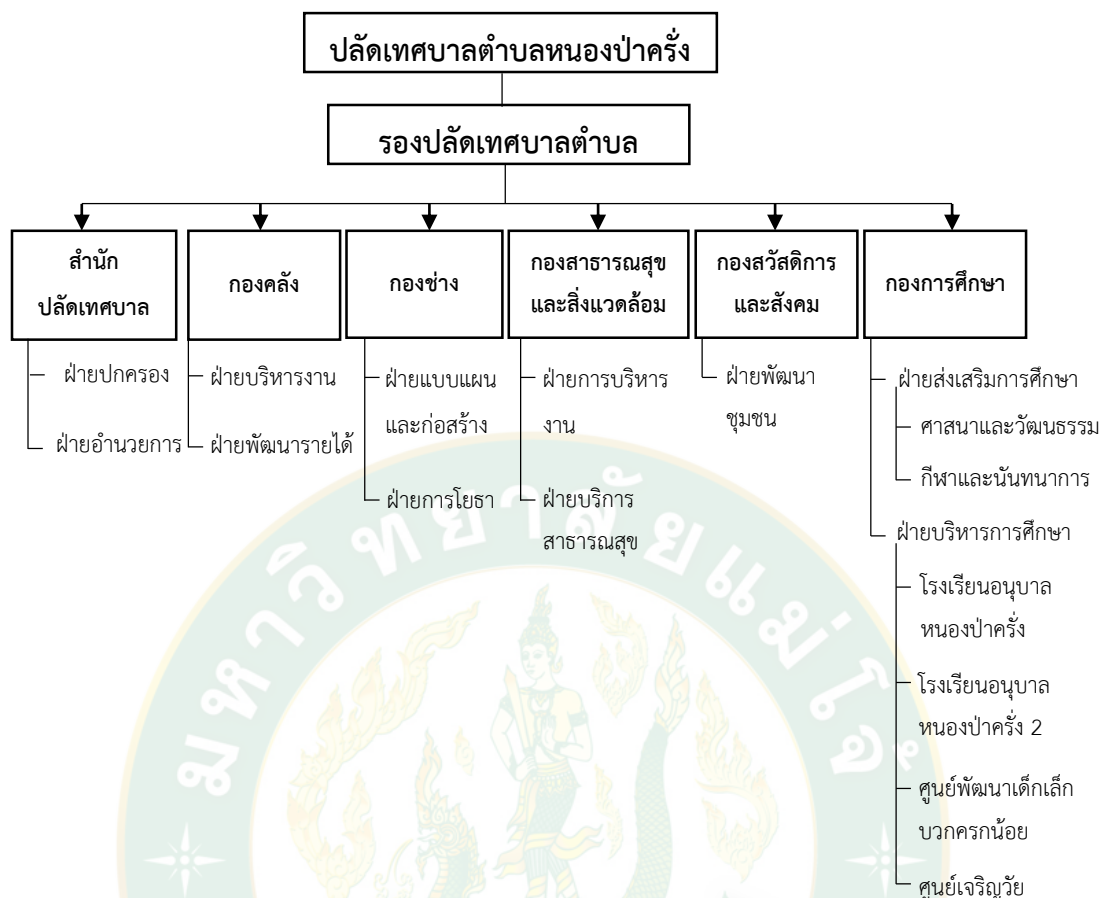 ปลัดเทศบาลตำบลหนองป่าครั่ง
รองปลัดเทศบาลตำบล
สำนัก
ปลัดเทศบาล
กองคลัง
กองช่าง
กองสาธารณสุข
และสิ่งแวดล้อม
กองสวัสดิการ
และสังคม
กองการศึกษา
ฝ่ายปกครอง
ฝ่ายอำนวยการ
ฝ่ายบริหารงาน
ฝ่ายพัฒนารายได้
ฝ่ายแบบแผน
และก่อสร้าง
ฝ่ายการโยธา
ฝ่ายการบริหาร
งาน
ฝ่ายบริการ
สาธารณสุข
ฝ่ายพัฒนา
ชุมชน
ฝ่ายส่งเสริมการศึกษา
ศาสนาและวัฒนธรรม
กีฬาและนันทนาการ
ฝ่ายบริหารการศึกษา
โรงเรียนอนุบาล
หนองป่าครั่ง
โรงเรียนอนุบาล
หนองป่าครั่ง 2
ศูนย์พัฒนาเด็กเล็ก
บวกครกน้อย
ศูนย์เจริญวัย
มหาวิทยาลัยแม่โจ้